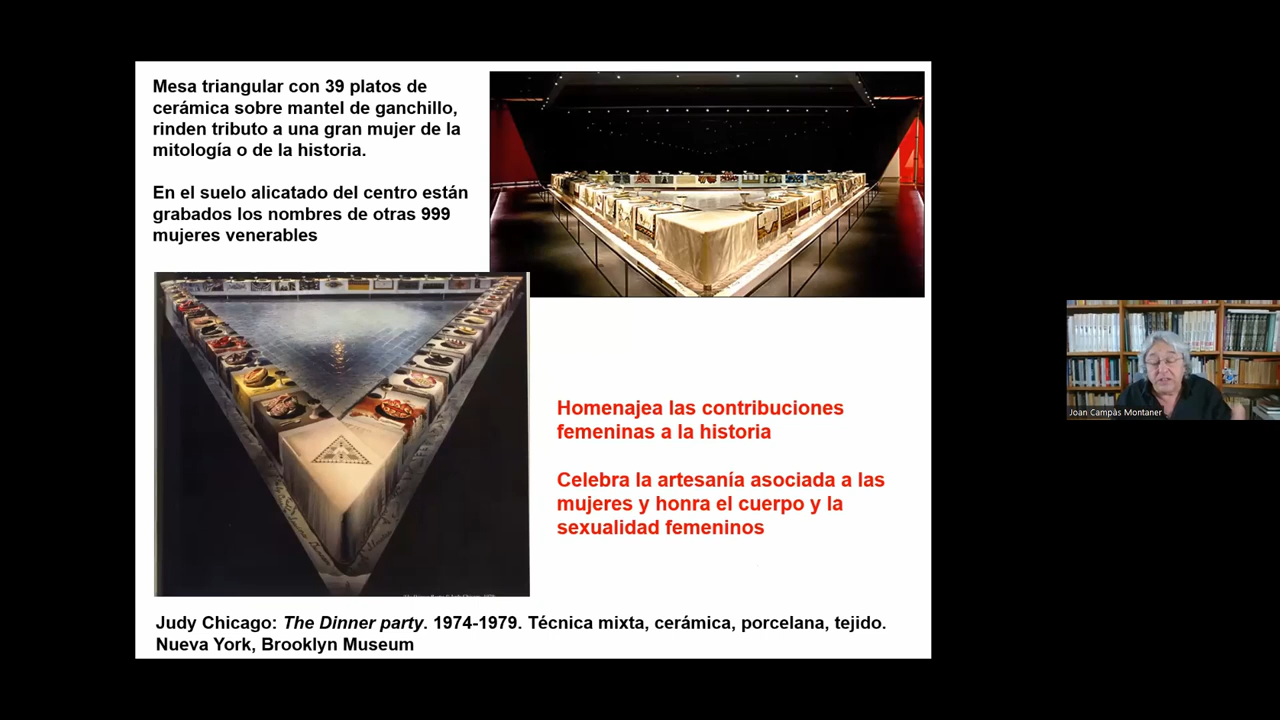 Mesa triangular con 39 platos de
cerámica sobre mantel de ganchillo,
rinden tributo a una gran mujer de la
mitología o de la historia.
En el suelo alicatado del centro están
grabados los nombres de otras 999
mujeres venerables
Homenajea las contribuciones
femeninas a la historia
Celebra la artesanía asociada a las
mujeres y honra el cuerpo y la
sexualidad femeninos
Judy Chicago: The Dinner party. 1974-1979. Técnica mixta, cerámica, porcelana, tejido.
Nueva York, Brooklyn Museum
Joan Campàs Montaner